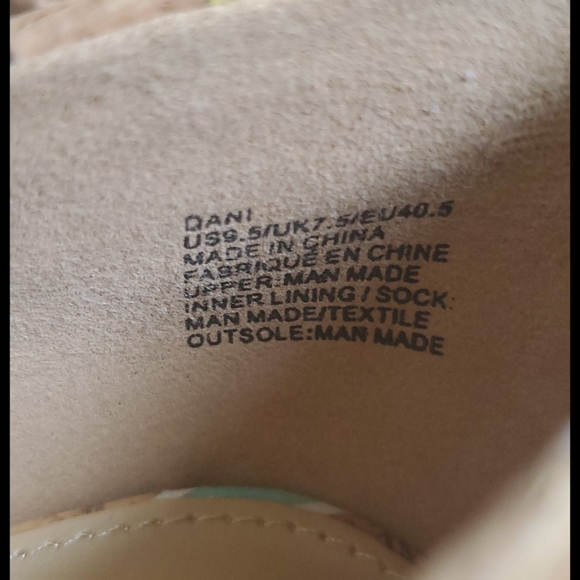 DANI
US9.5/UK7.5/EU40.5
MADE IN CHINA
FABRIQUE EN CHINE
UPPER:MAN MADE
INNER LINING / SOCK:
MAN MADE/TEXTILE
OUTSOLE:MAN MADE